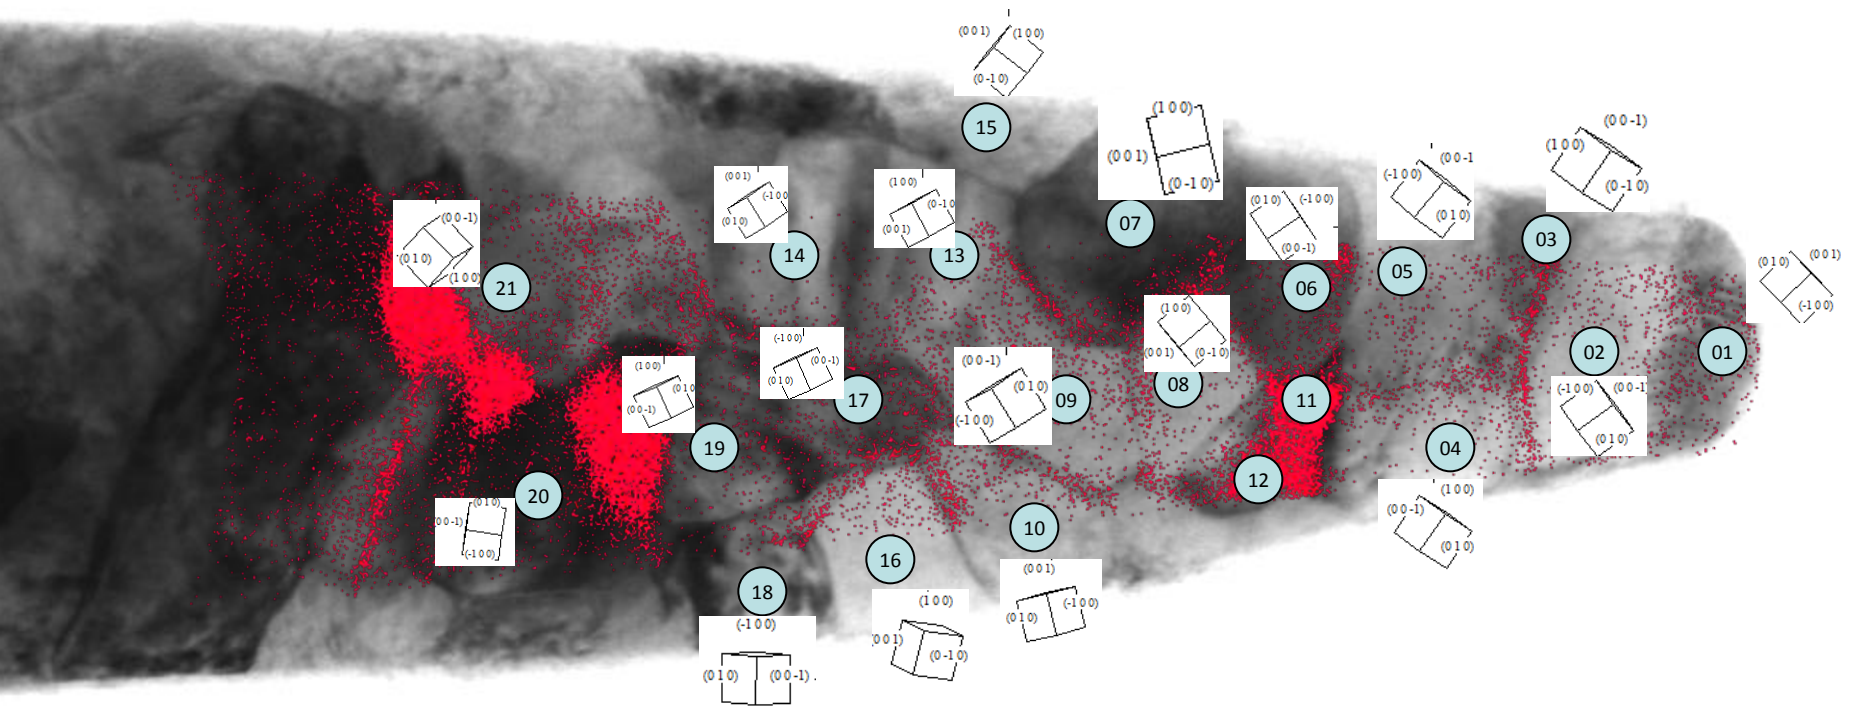 (0 0 1)
(1 0 0)
(0 -1 0)
15
(1 0 0)
(0 0 1)
(0 -1 0)
07
(0 0 -1)
(1 0 0)
(0 -1 0)
03
(0 0 -1
(-1 0 0)
(0 1 0)
05
(0 0 1)
(-1 0 0
(0 1 0)
14
(1 0 0)
(0 -1 0
(0 0 1)
13
(0 1 0)
(-1 0 0)
(0 0 -1)
06
(0 0 -1)
(0 1 0)
(1 0 0)
21
(0 0 1)
(0 1 0)
(-1 0 0)
01
(1 0 0)
(0 0 1)
(0 -1 0)
08
(-1 0 0)
(0 0 -1)
(0 1 0)
17
(0 0 -1)
(0 1 0)
(-1 0 0)
09
11
02
(-1 0 0)
(0 0 -1)
(0 1 0)
(1 0 0)
(0 1 0
(0 0 -1)
19
12
04
(1 0 0)
(0 0 -1)
(0 1 0)
20
(0 1 0)
0 0 -1)
(-1 0 0)
10
(0 0 1)
(0 1 0)
(-1 0 0)
16
(1 0 0)
0 0 1)
(0 -1 0)
18
(-1 0 0)
(0 1 0)
(0 0 -1)